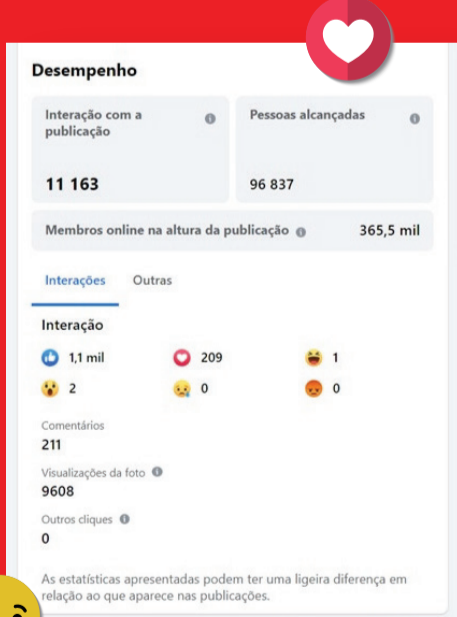 Desempenho
Interação com a
publicação
Pessoas alcançadas
11 163
96 837
Membros online na altura da publicação 365,5 mil
Interações Outras
Interação
1,1 mil 209 1
2 0 0
Comentários
211
Visualizações da foto
9608
Outros cliques
0
As estatísticas apresentadas podem ter uma ligeira diferença em
relação ao que aparece nas publicações.